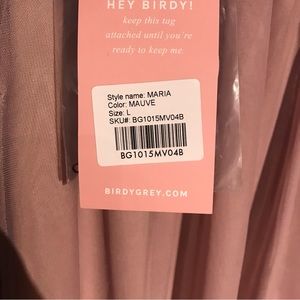 HEY BIRDY!
keep this tag
attached until you're
ready to keep me.
Style name: MARIA
Color: MAUVE
Size: L
SKU#: BG1015MV04B
BG1015MV04B
BIRDYGREY.COM